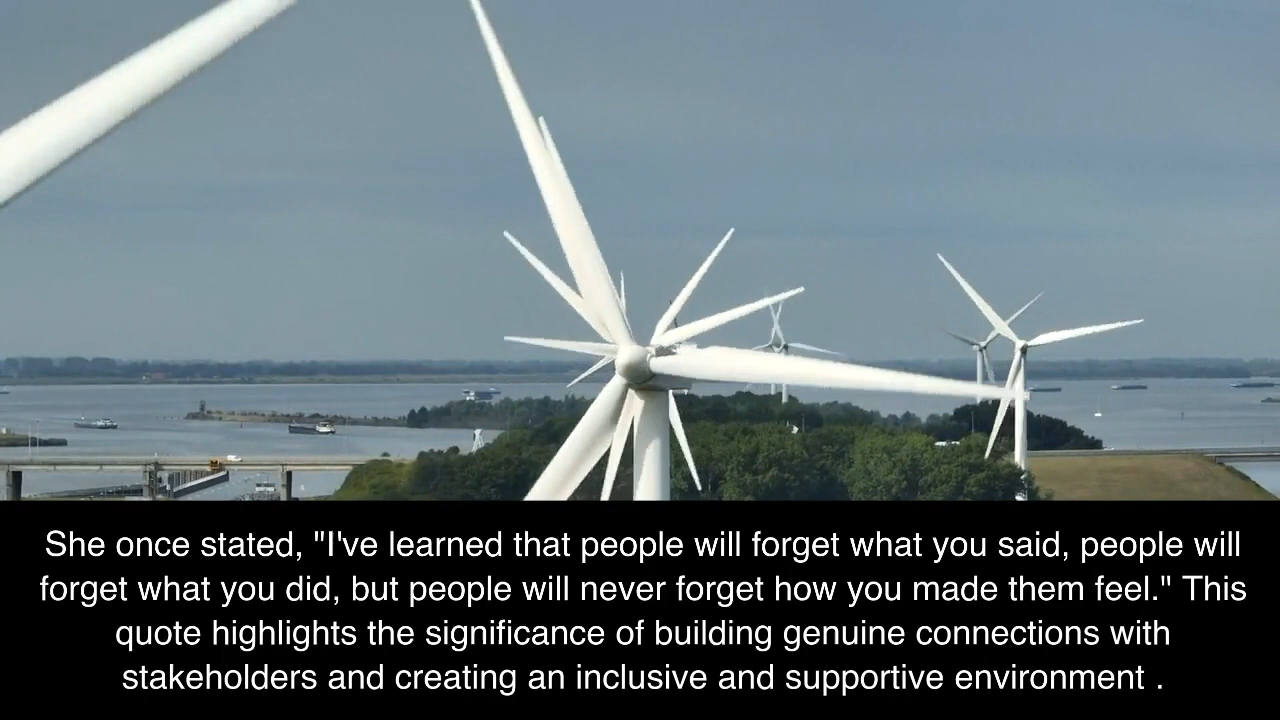 She once stated, "I've learned that people will forget what you said, people will
forget what you did, but people will never forget how you made them feel." This
quote highlights the significance of building genuine connections with
stakeholders and creating an inclusive and supportive environment .